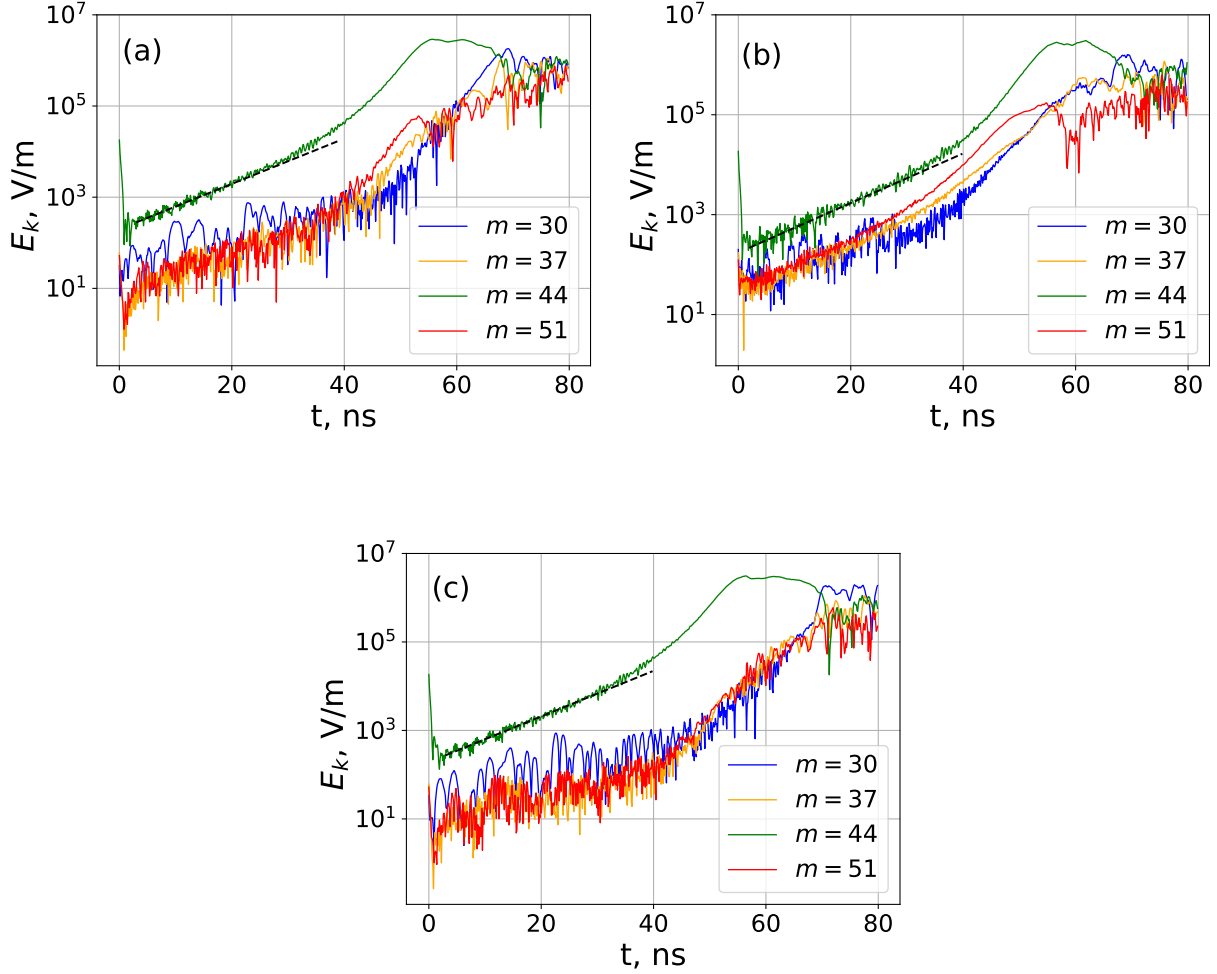 (a)
E_k, V/m
10^7
10^5
10^3
10^1
0 20 40 60 80
t, ns
m = 30
m = 37
m = 44
m = 51
(b)
E_k, V/m
10^7
10^5
10^3
10^1
0 20 40 60 80
t, ns
m = 30
m = 37
m = 44
m = 51
(c)
E_k, V/m
10^7
10^5
10^3
10^1
0 20 40 60 80
t, ns
m = 30
m = 37
m = 44
m = 51